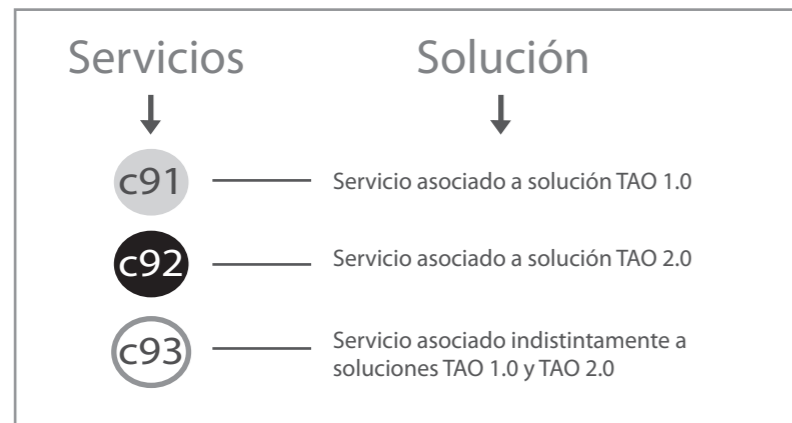 Servicios
Solución
c91
Servicio asociado a solución TAO 1.0
c92
Servicio asociado a solución TAO 2.0
c93
Servicio asociado indistintamente a
soluciones TAO 1.0 y TAO 2.0